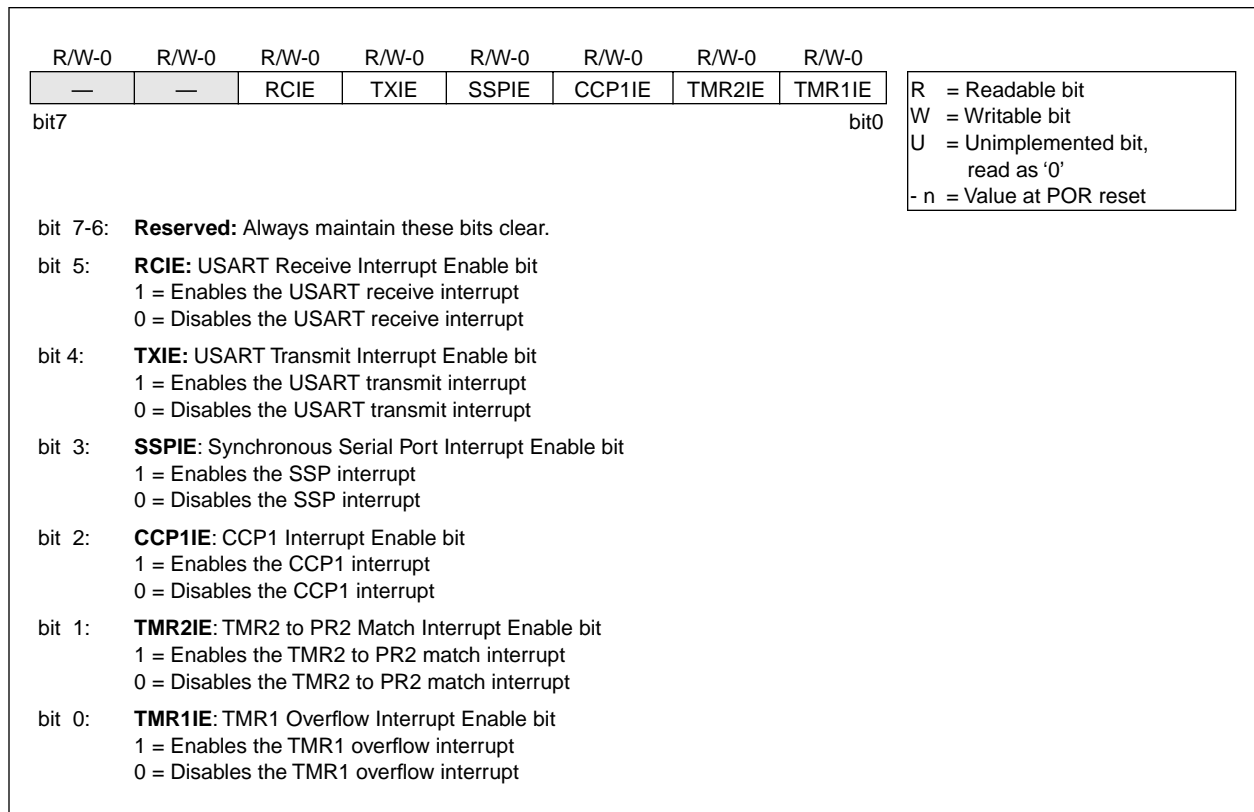 R/W-0 R/W-0 R/W-0 R/W-0 R/W-0 R/W-0 R/W-0 R/W-0
— — RCIE TXIE SSPIE CCP1IE TMR2IE TMR1IE
bit7 bit0
R = Readable bit
W = Writable bit
U = Unimplemented bit,
read as ‘0’
- n = Value at POR reset
bit 7-6: Reserved: Always maintain these bits clear.
bit 5: RCIE: USART Receive Interrupt Enable bit
1 = Enables the USART receive interrupt
0 = Disables the USART receive interrupt
bit 4: TXIE: USART Transmit Interrupt Enable bit
1 = Enables the USART transmit interrupt
0 = Disables the USART transmit interrupt
bit 3: SSPIE: Synchronous Serial Port Interrupt Enable bit
1 = Enables the SSP interrupt
0 = Disables the SSP interrupt
bit 2: CCP1IE: CCP1 Interrupt Enable bit
1 = Enables the CCP1 interrupt
0 = Disables the CCP1 interrupt
bit 1: TMR2IE: TMR2 to PR2 Match Interrupt Enable bit
1 = Enables the TMR2 to PR2 match interrupt
0 = Disables the TMR2 to PR2 match interrupt
bit 0: TMR1IE: TMR1 Overflow Interrupt Enable bit
1 = Enables the TMR1 overflow interrupt
0 = Disables the TMR1 overflow interrupt